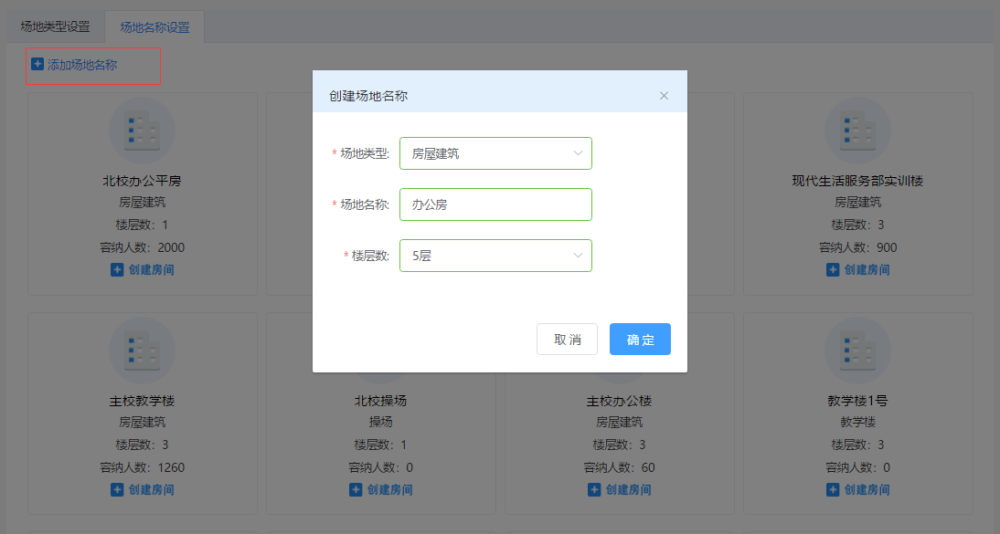 场地类型设置
场地名称设置
添加场地名称
创建场地名称
* 场地类型:
房屋建筑
* 场地名称:
办公房
* 楼层数:
5层
取 消
确 定
北校办公平房
房屋建筑
楼层数：1
容纳人数：2000
创建房间
现代生活服务部实训楼
房屋建筑
楼层数：3
容纳人数：900
创建房间
主校教学楼
房屋建筑
楼层数：3
容纳人数：1260
创建房间
北校操场
操场
楼层数：1
容纳人数：0
创建房间
主校办公楼
房屋建筑
楼层数：3
容纳人数：60
创建房间
教学楼1号
教学楼
楼层数：3
容纳人数：0
创建房间